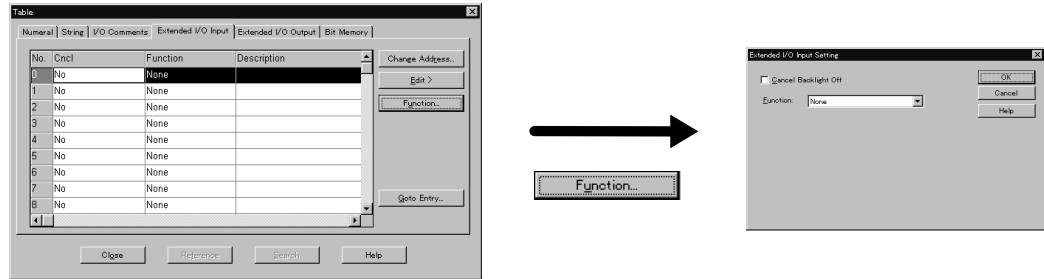 Table
Numeral String I/O Comments Extended I/O Input Extended I/O Output Bit Memory
No. Cncl Function Description
0 No None
1 No None
2 No None
3 No None
4 No None
5 No None
6 No None
7 No None
8 No None
Change Address..
Edit >
Function..
Goto Entry..
Close Reference Search Help
Function...
Extended I/O Input Setting
Cancel Backlight Off
Function: None
OK
Cancel
Help